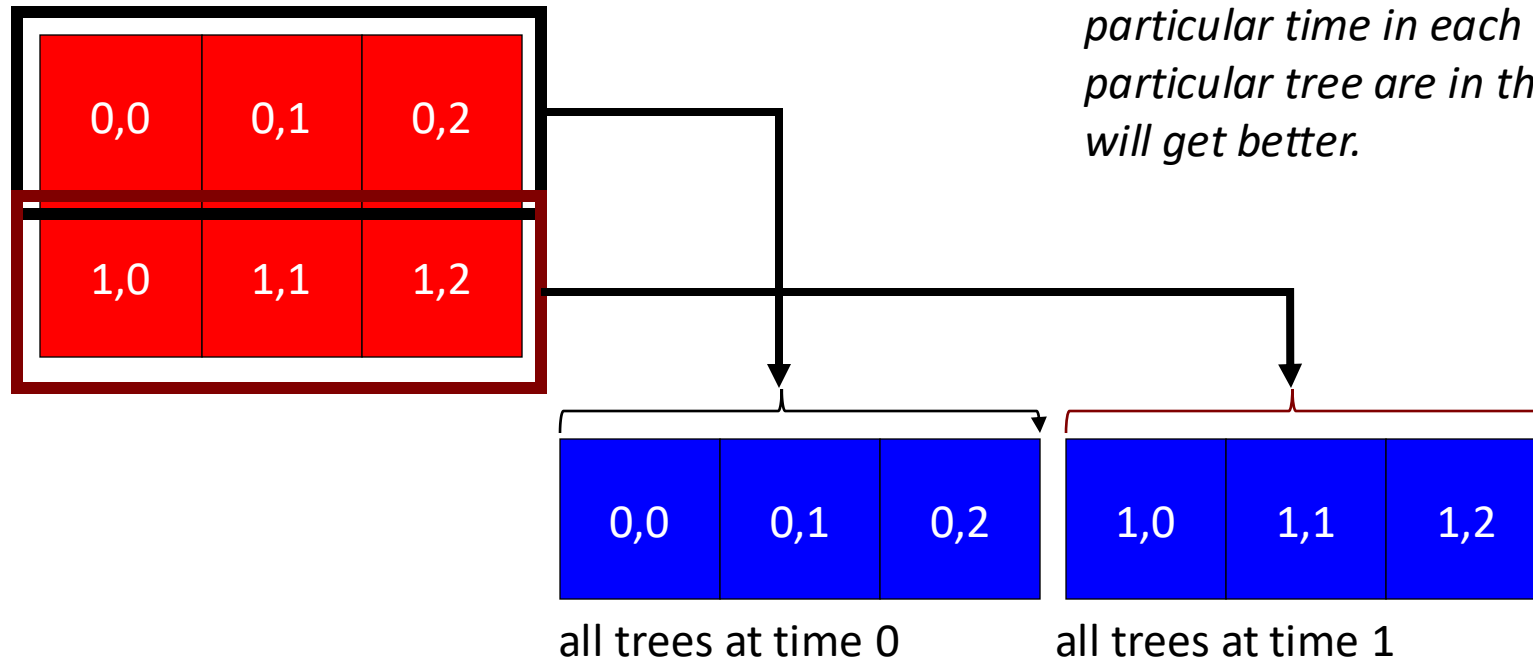 particular time in each
particular tree are in th
will get better.
0,0 0,1 0,2
1,0 1,1 1,2
0,0 0,1 0,2 1,0 1,1 1,2
all trees at time 0 all trees at time 1